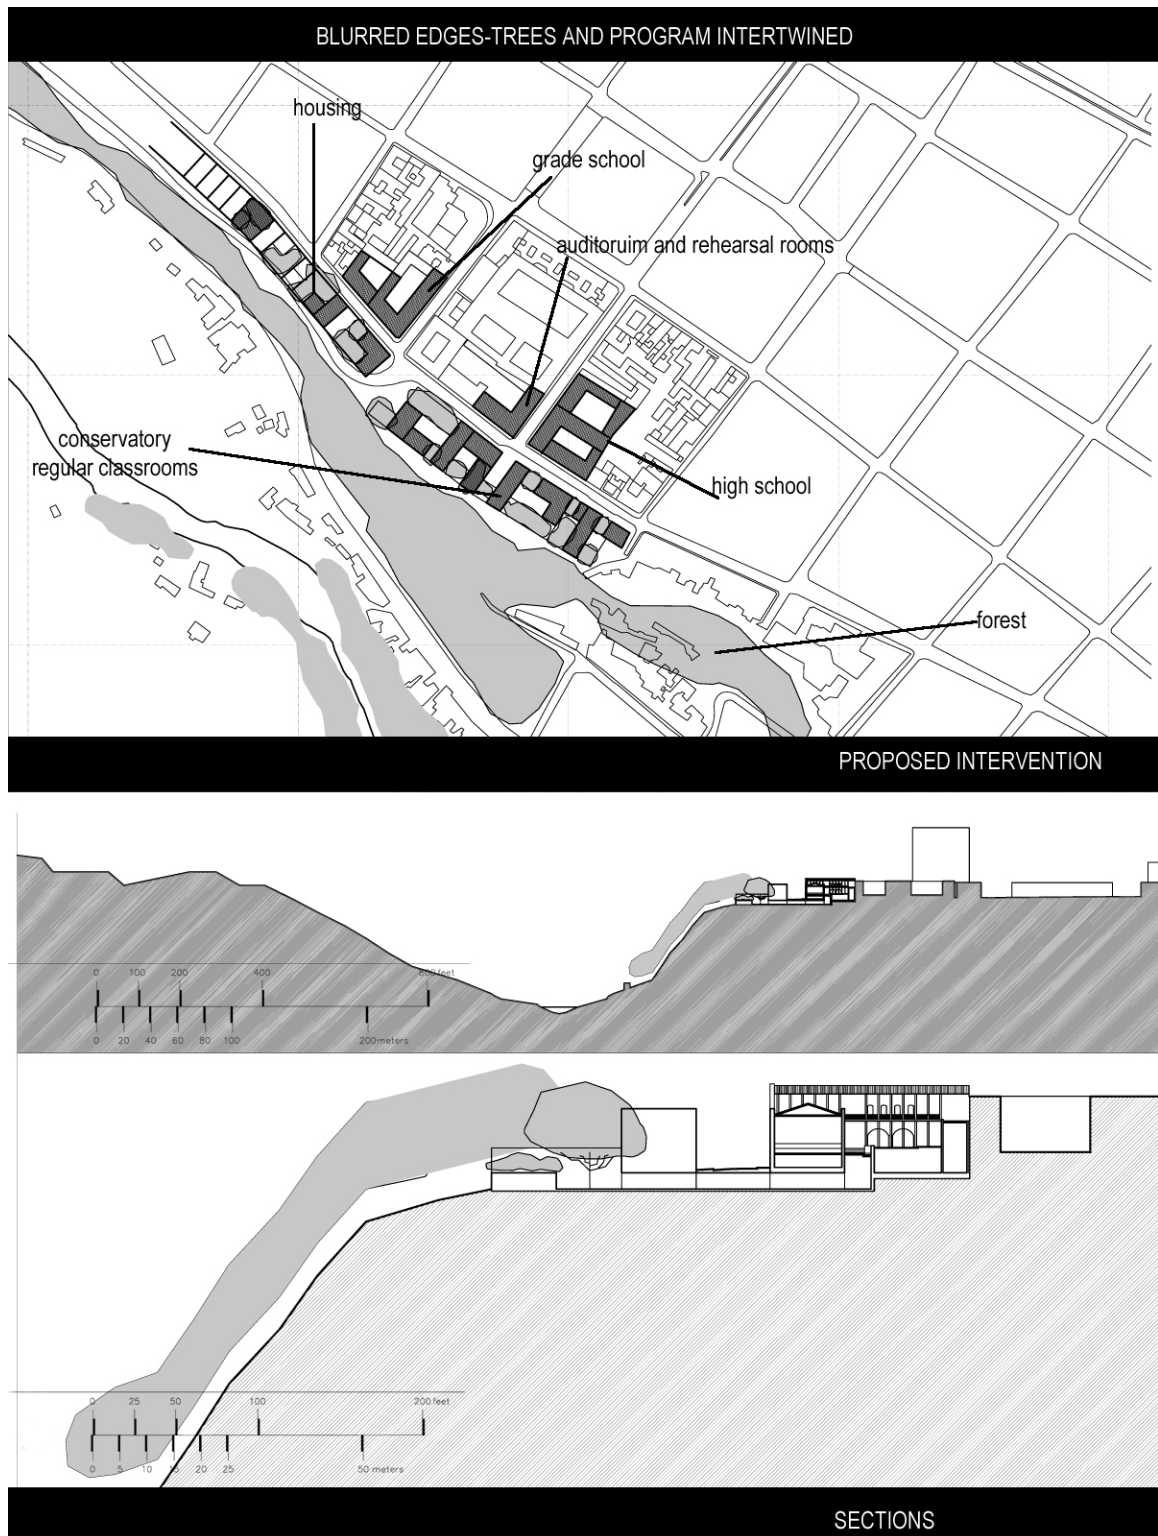 BLURRED EDGES-TREES AND PROGRAM INTERTWINED
housing
grade school
auditoruim and rehearsal rooms
conservatory
regular classrooms
high school
forest
PROPOSED INTERVENTION
0 100 200 400 800 feet
0 20 40 60 80 100 200 meters
0 25 50 100 200 feet
0 5 10 15 20 25 50 meters
SECTIONS